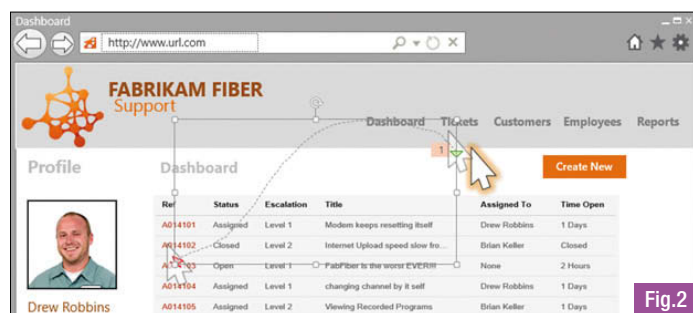 Dashboard
http://www.url.com
FABRIKAM FIBER
Support
Dashboard Tickets Customers Employees Reports
1
Profile
Dashboard
Create New
Ref Status Escalation Title Assigned To Time Open
A014101 Assigned Level 1 Modem keeps resetting itself Drew Robbins 1 Days
A014102 Closed Level 2 Internet Upload speed slow fro... Brian Keller Closed
A014103 Open Level 1 FabFiber is the worst EVER!!! None 2 Hours
A014104 Assigned Level 1 changing channel by it self Drew Robbins 1 Days
A014105 Assigned Level 2 Viewing Recorded Programs Brian Keller 1 Days
Drew Robbins
Fig.2